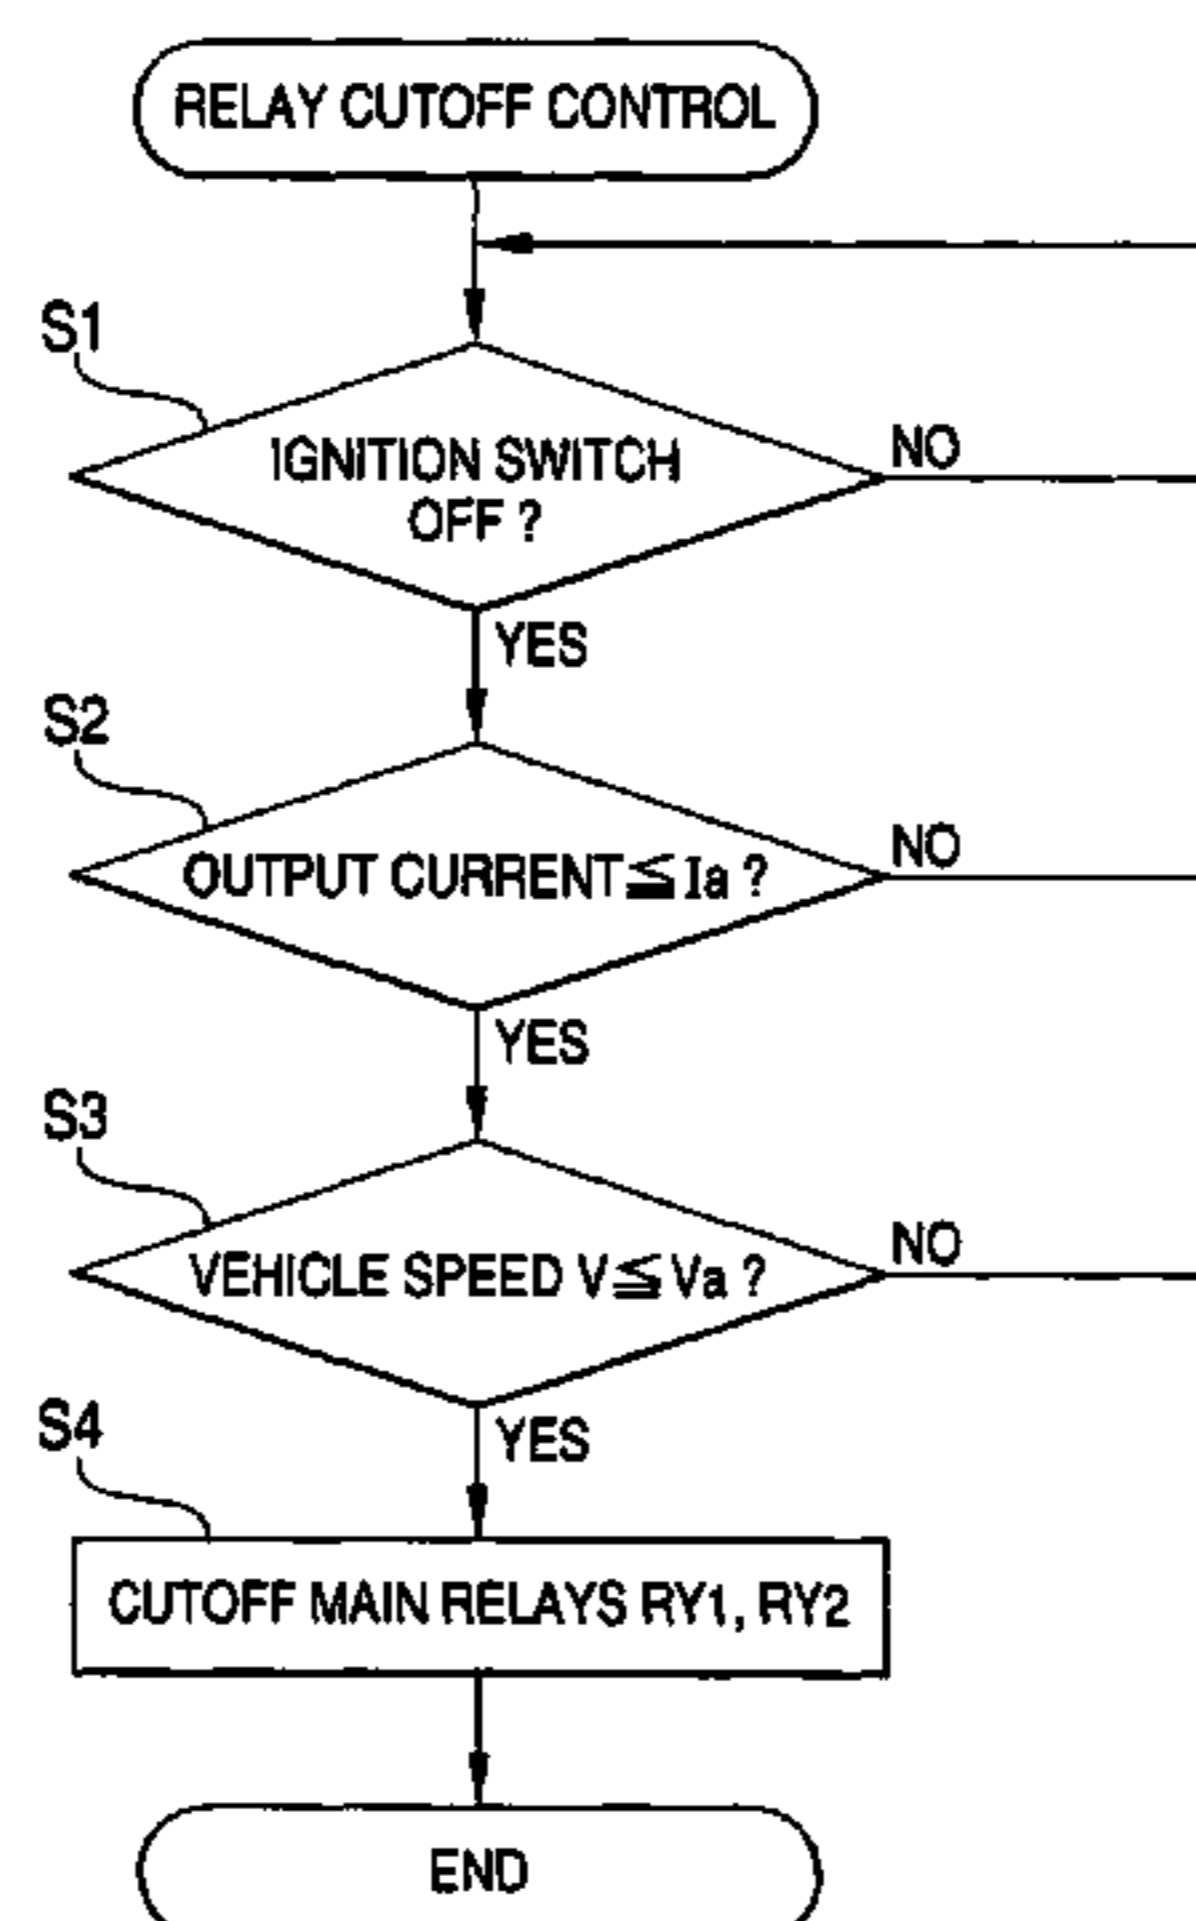 RELAY CUTOFF CONTROL
S1
IGNITION SWITCH
OFF ?
NO
YES
S2
OUTPUT CURRENT≦Ia ?
NO
YES
S3
VEHICLE SPEED V≦Va ?
NO
YES
S4
CUTOFF MAIN RELAYS RY1, RY2
END